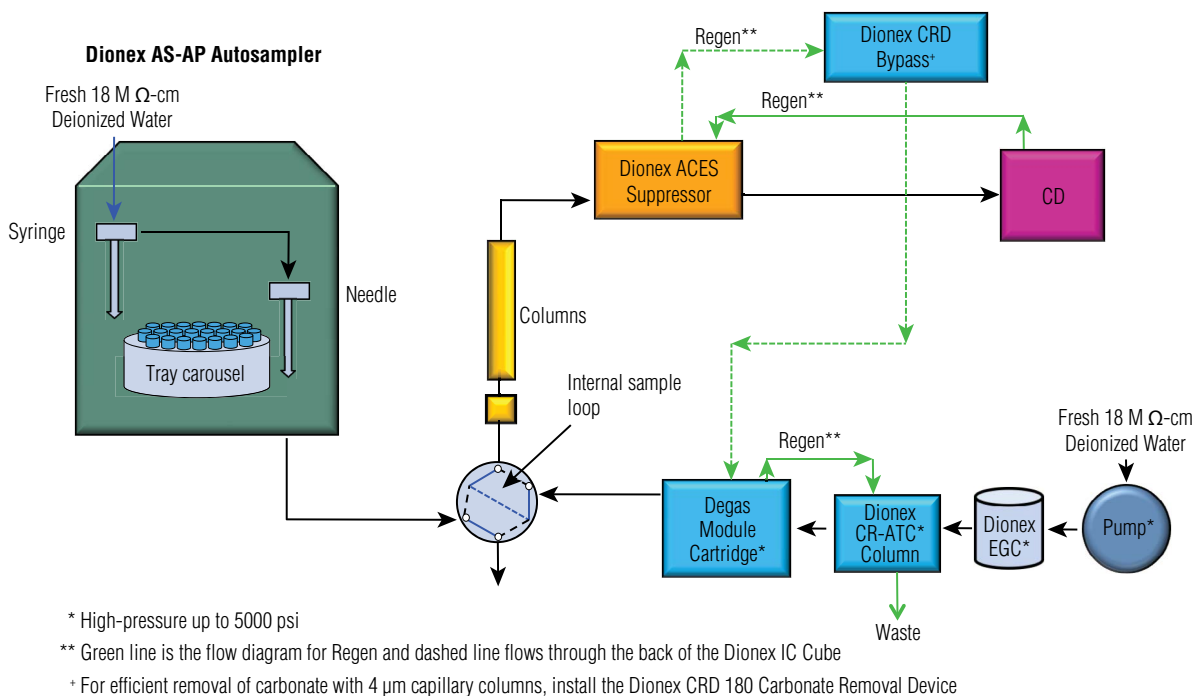 Dionex AS-AP Autosampler
Fresh 18 M Ω-cm
Deionized Water
Syringe
Needle
Tray carousel
Regen**
Dionex CRD
Bypass⁺
Regen**
Dionex ACES
Suppressor
CD
Columns
Internal sample
loop
Regen**
Fresh 18 M Ω-cm
Deionized Water
Degas
Module
Cartridge*
Dionex
CR-ATC*
Column
Dionex
EGC*
Pump*
Waste
* High-pressure up to 5000 psi
** Green line is the flow diagram for Regen and dashed line flows through the back of the Dionex IC Cube
⁺ For efficient removal of carbonate with 4 µm capillary columns, install the Dionex CRD 180 Carbonate Removal Device